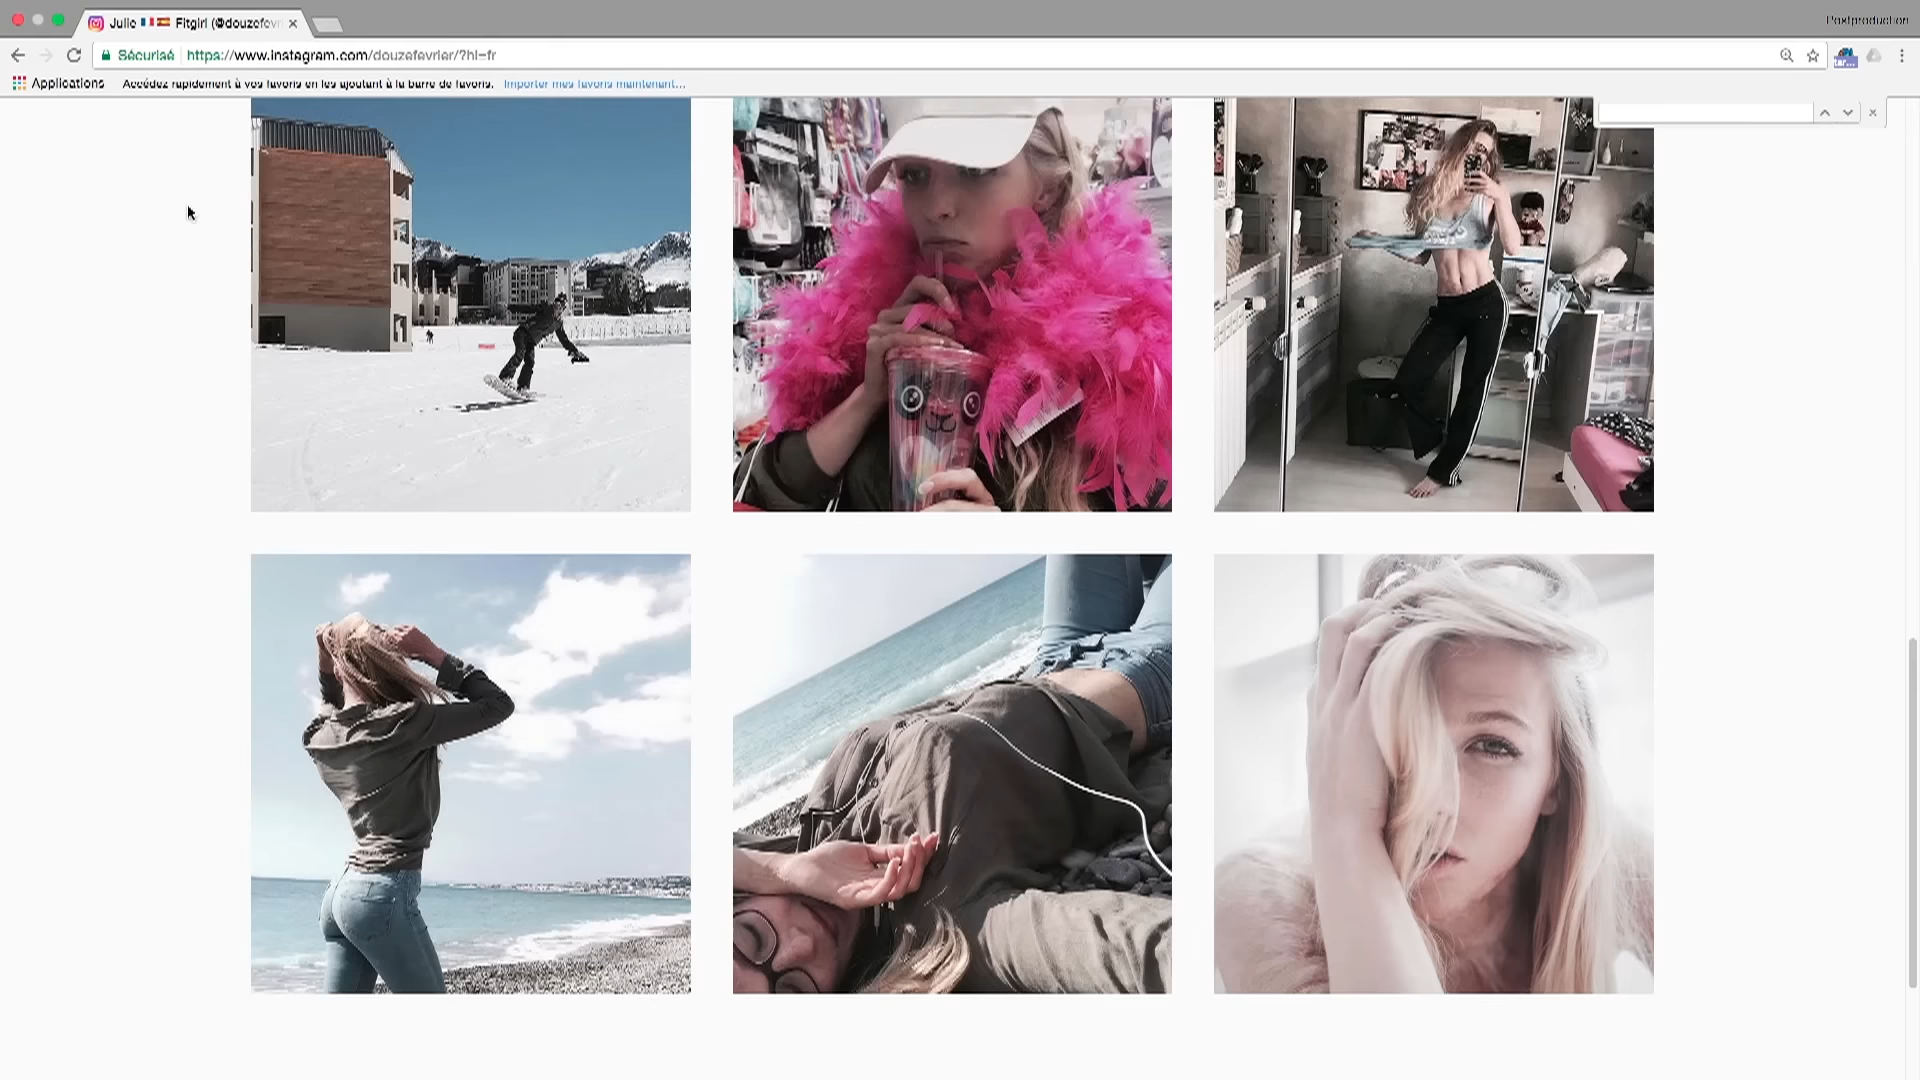 Julie 🇫🇷 🇪🇸 Fitgirl (@douzefevr
Postproduction
Sécurisé https://www.instagram.com/douzefevrier/?hl=fr
Applications Accédez rapidement à vos favoris en les ajoutant à la barre de favoris. Importer mes favoris maintenant...